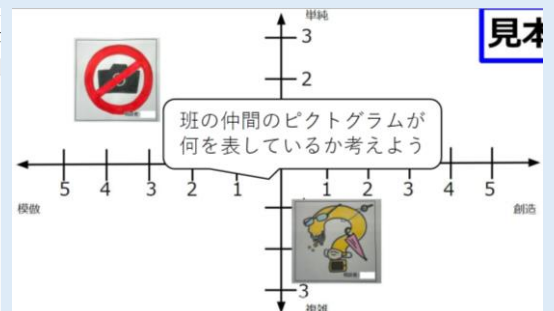 単純
見本
3
2
班の仲間のピクトグラムが
何を表しているか考えよう
5 4 3 2 1 1 2 3 4 5
模倣 創造
3
複雑